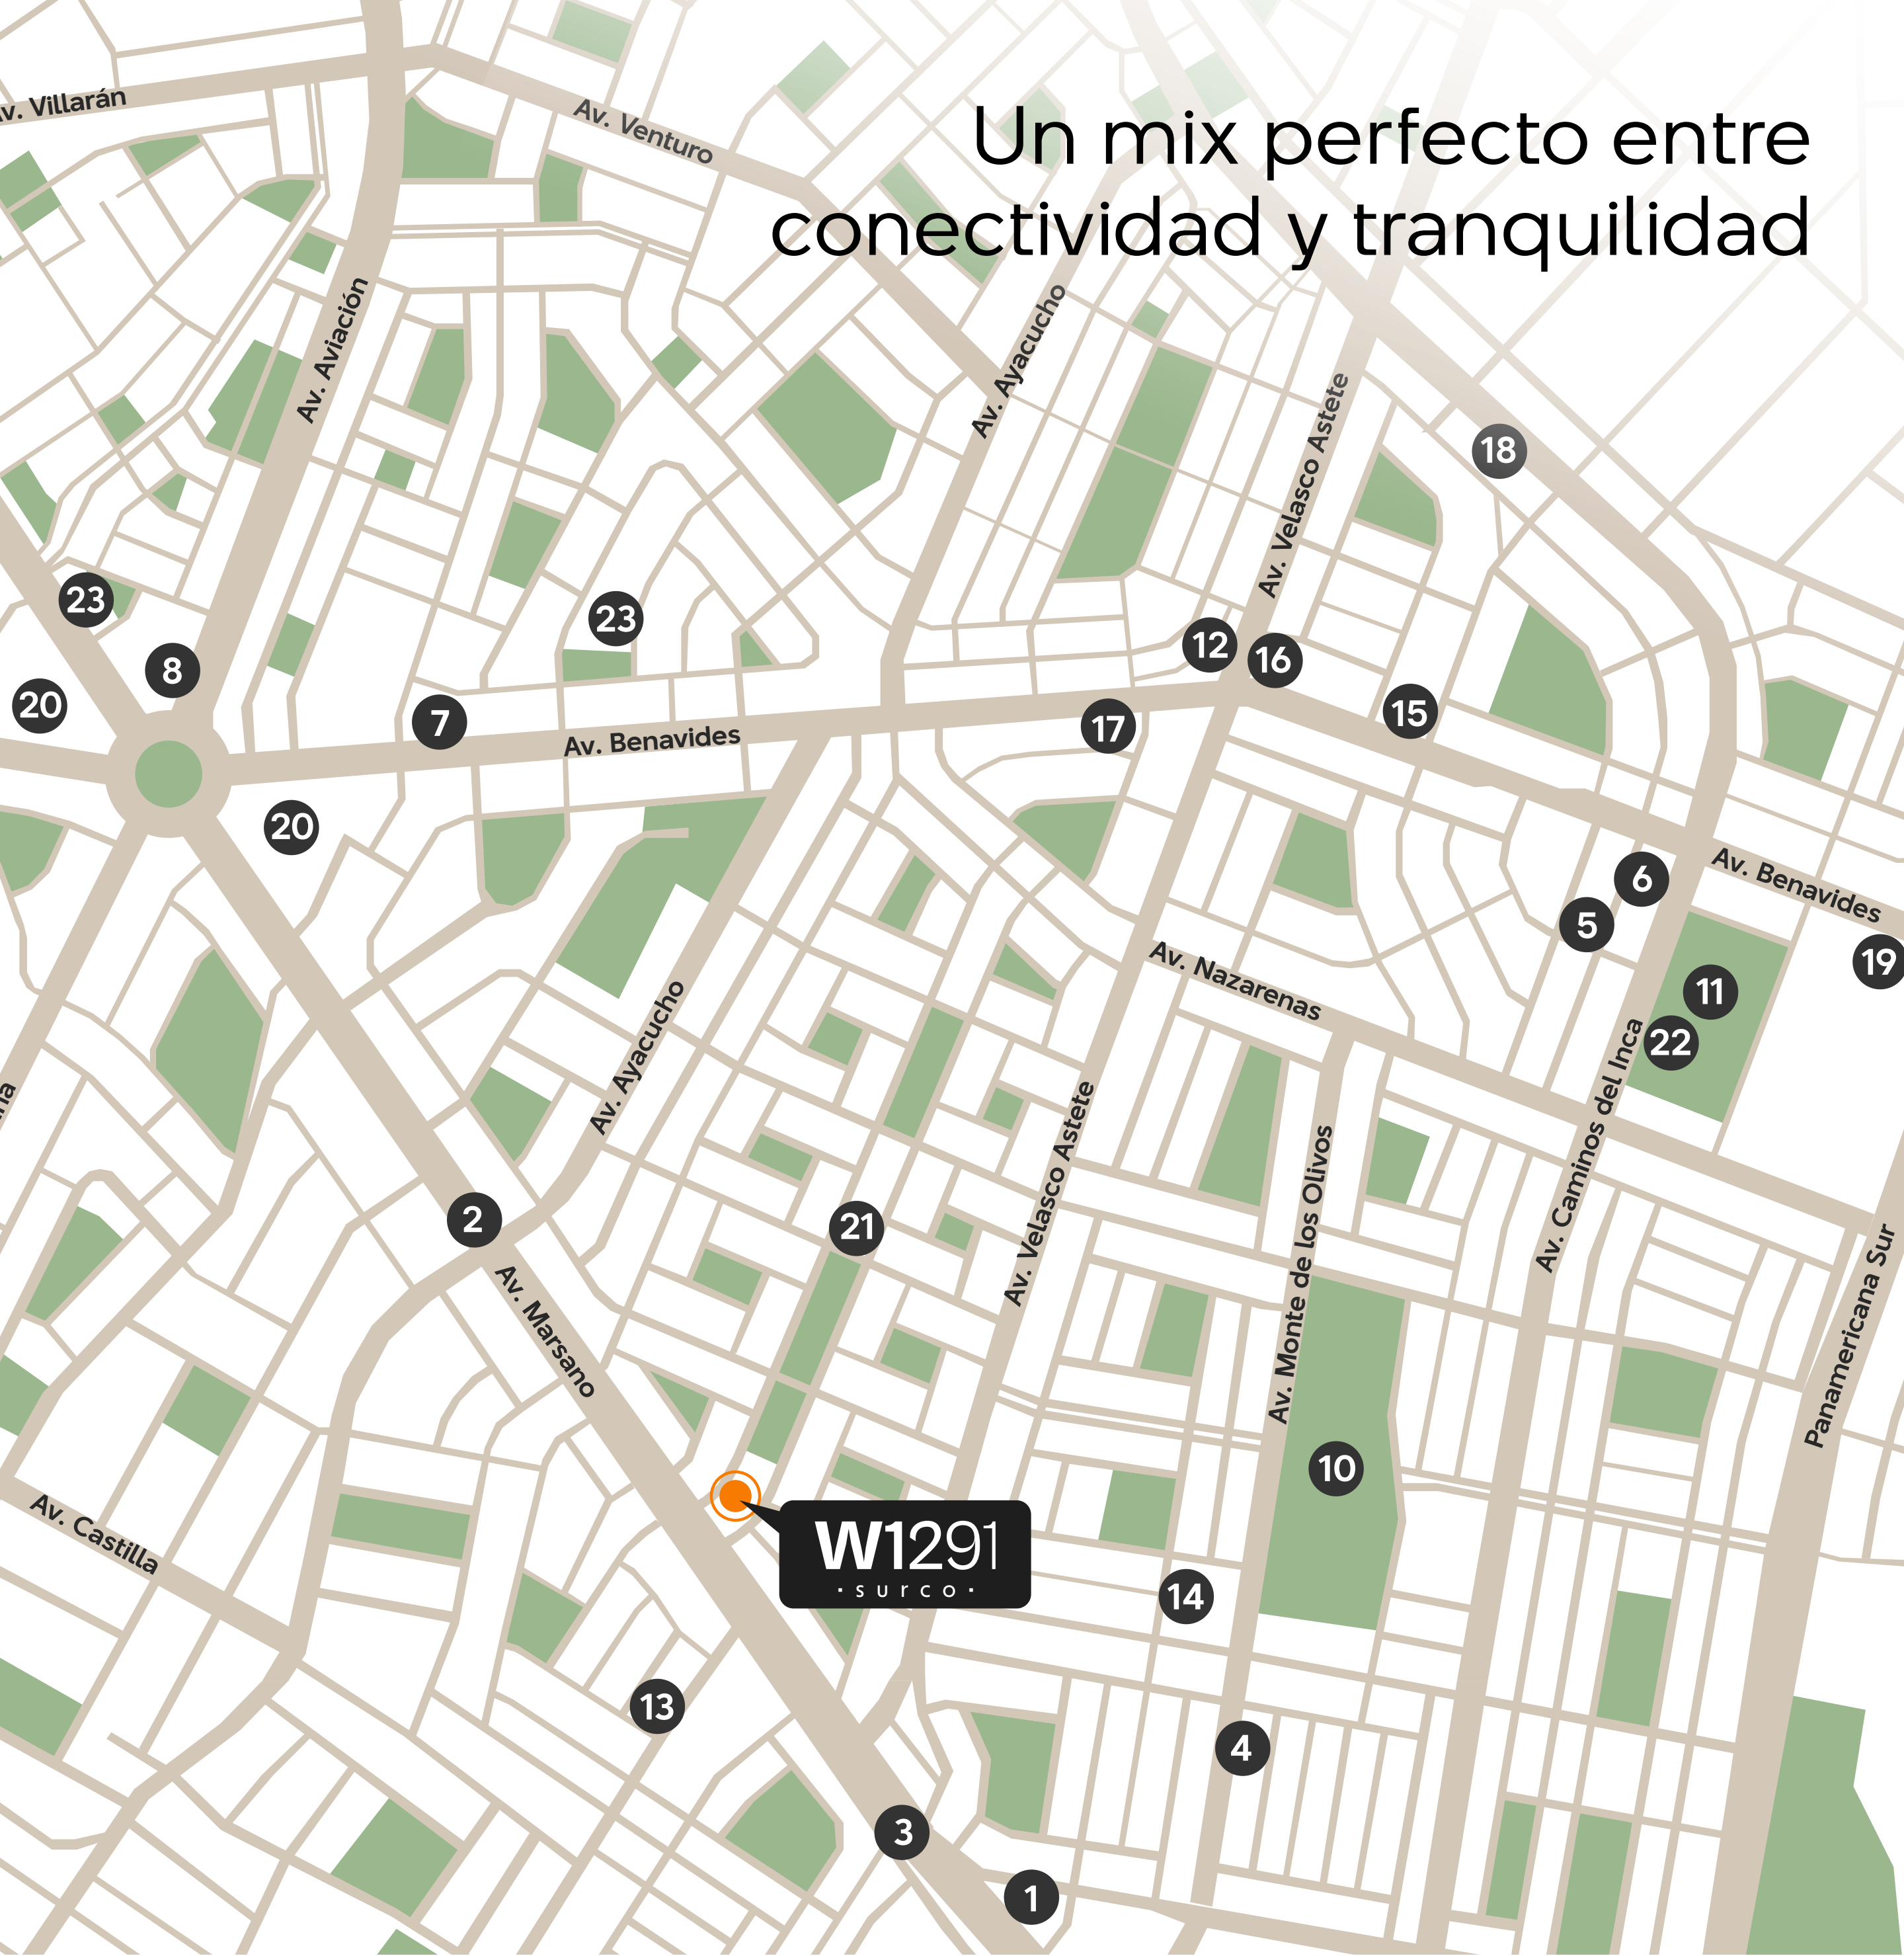 Un mix perfecto entre
conectividad y tranquilidad
v. Villarán
Av. Venturo
Av. Aviación
Av. Ayacucho
Av. Velasco Astete
18
23
23
8
20
7
12
16
15
17
Av. Benavides
20
6
5
Av. Benavides
19
Av. Nazarenas
11
22
Av. Ayacucho
Av. Velasco Astete
Av. Monte de los Olivos
Av. Caminos del Inca
Panamericana Sur
na
2
21
Av. Marsano
10
Av. Castilla
W1291
· surco ·
14
13
4
3
1